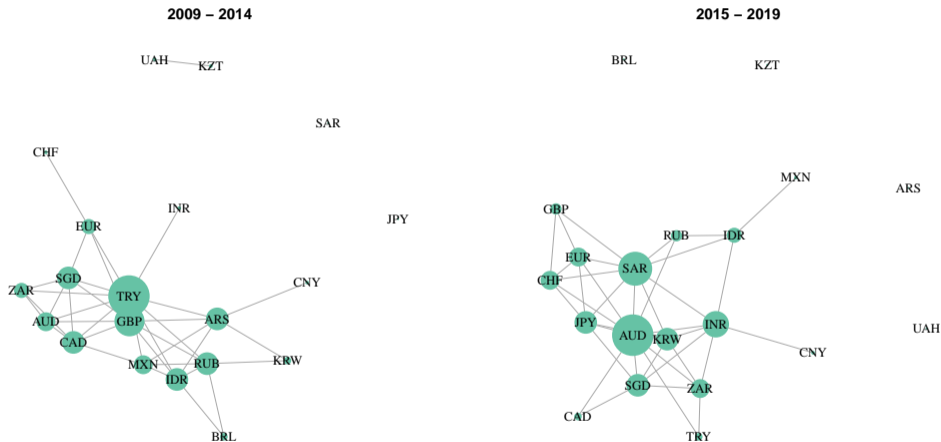 2009 – 2014
UAH
KZT
SAR
CHF
INR
JPY
EUR
SGD
CNY
ZAR
TRY
AUD
GBP
ARS
CAD
MXN
RUB
KRW
IDR
BRL
2015 – 2019
BRL
KZT
MXN
ARS
GBP
RUB
IDR
EUR
SAR
CHF
JPY
INR
UAH
AUD
KRW
CNY
SGD
ZAR
CAD
TRY